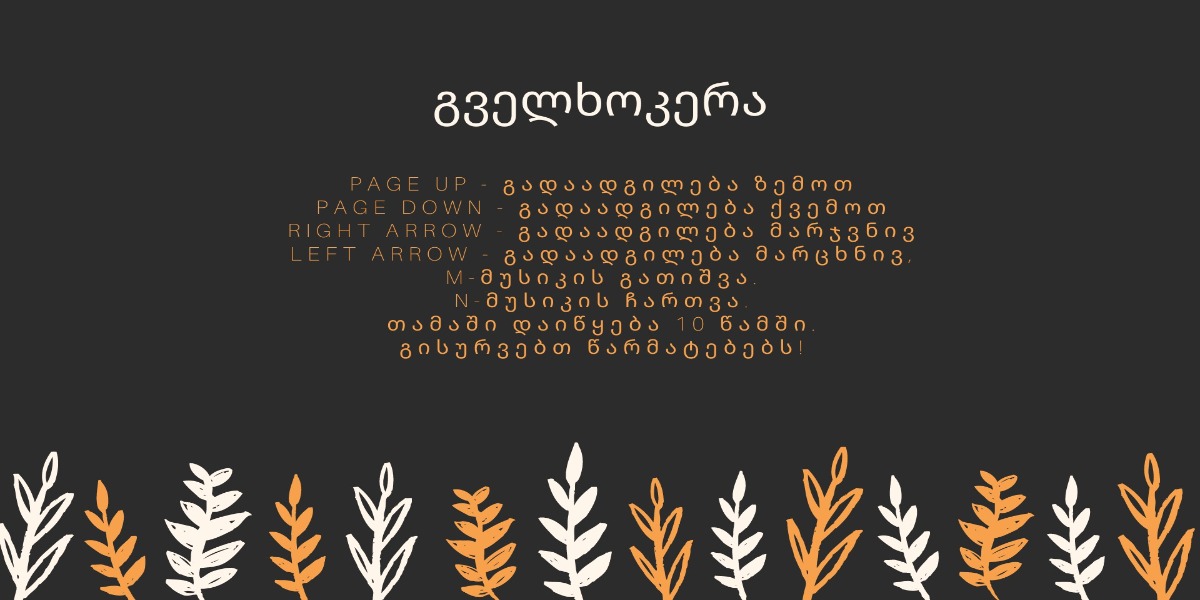 გველხოკერა
PAGE UP - გადაადგილება ზემოთ
PAGE DOWN - გადაადგილება ქვემოთ
RIGHT ARROW - გადაადგილება მარჯვნივ
LEFT ARROW - გადაადგილება მარცხნივ,
M-მუსიკის გათიშვა.
N-მუსიკის ჩართვა.
თამაში დაიწყება 10 წამში.
გისურვებთ წარმატებებს!